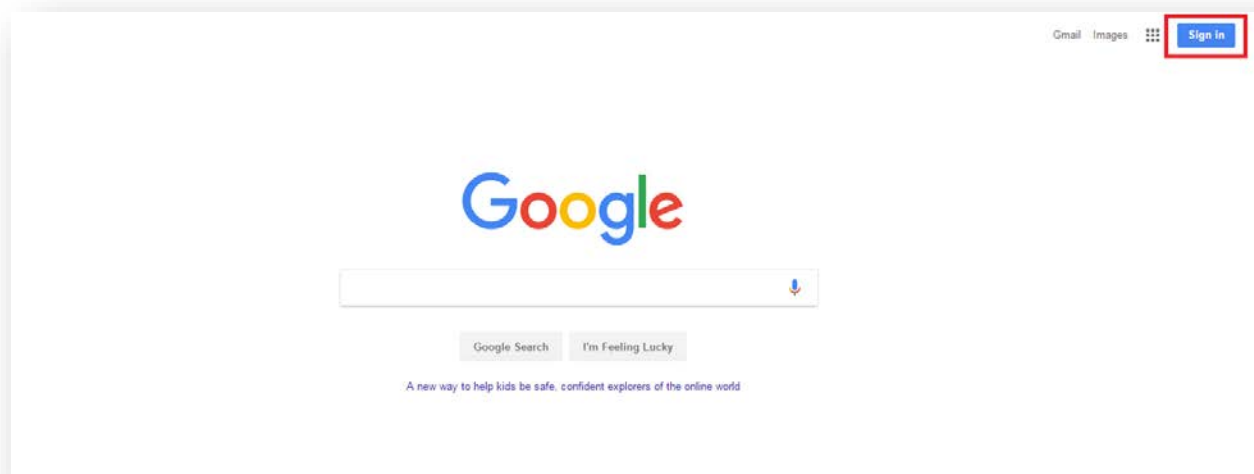 Gmail Images Sign in
Google
Google Search I'm Feeling Lucky
A new way to help kids be safe, confident explorers of the online world